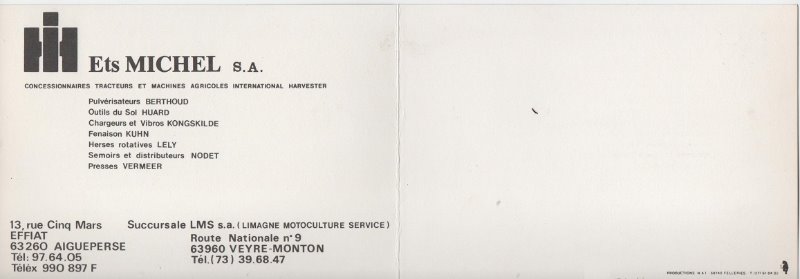 Ets MICHEL S.A.
CONCESSIONNAIRES TRACTEURS ET MACHINES AGRICOLES INTERNATIONAL HARVESTER
Pulvérisateurs BERTHOUD
Outils du Sol HUARD
Chargeurs et Vibros KONGSKILDE
Fenaison KUHN
Herses rotatives LELY
Semoirs et distributeurs NODET
Presses VERMEER
13, rue Cinq Mars
EFFIAT
63260 AIGUEPERSE
Tél: 97.64.05
Téléx 990 897 F
Succursale LMS s.a. (LIMAGNE MOTOCULTURE SERVICE)
Route Nationale n° 9
63960 VEYRE-MONTON
Tél. (73) 39.68.47
PRODUCTIONS